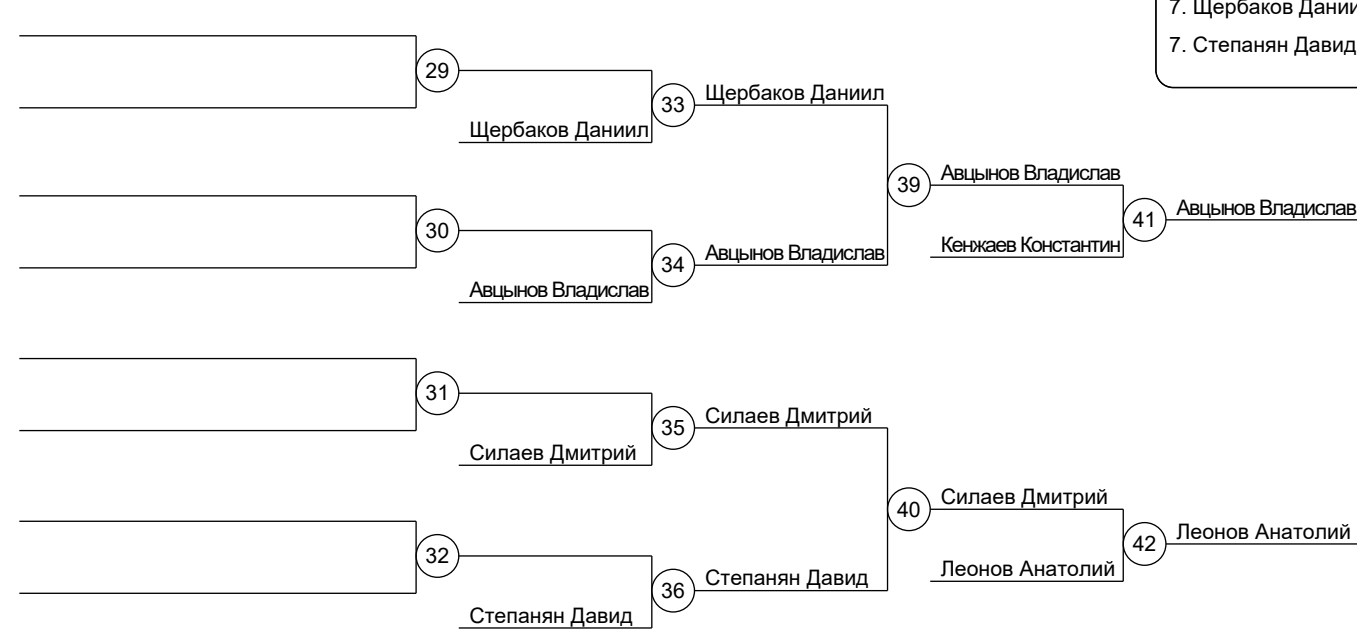 7. Щербаков Дании
7. Степанян Давид
29
33
Щербаков Даниил
Щербаков Даниил
39
Авцынов Владислав
41
Авцынов Владислав
30
34
Авцынов Владислав
Кенжаев Константин
Авцынов Владислав
31
35
Силаев Дмитрий
Силаев Дмитрий
40
Силаев Дмитрий
42
Леонов Анатолий
32
36
Степанян Давид
Леонов Анатолий
Степанян Давид